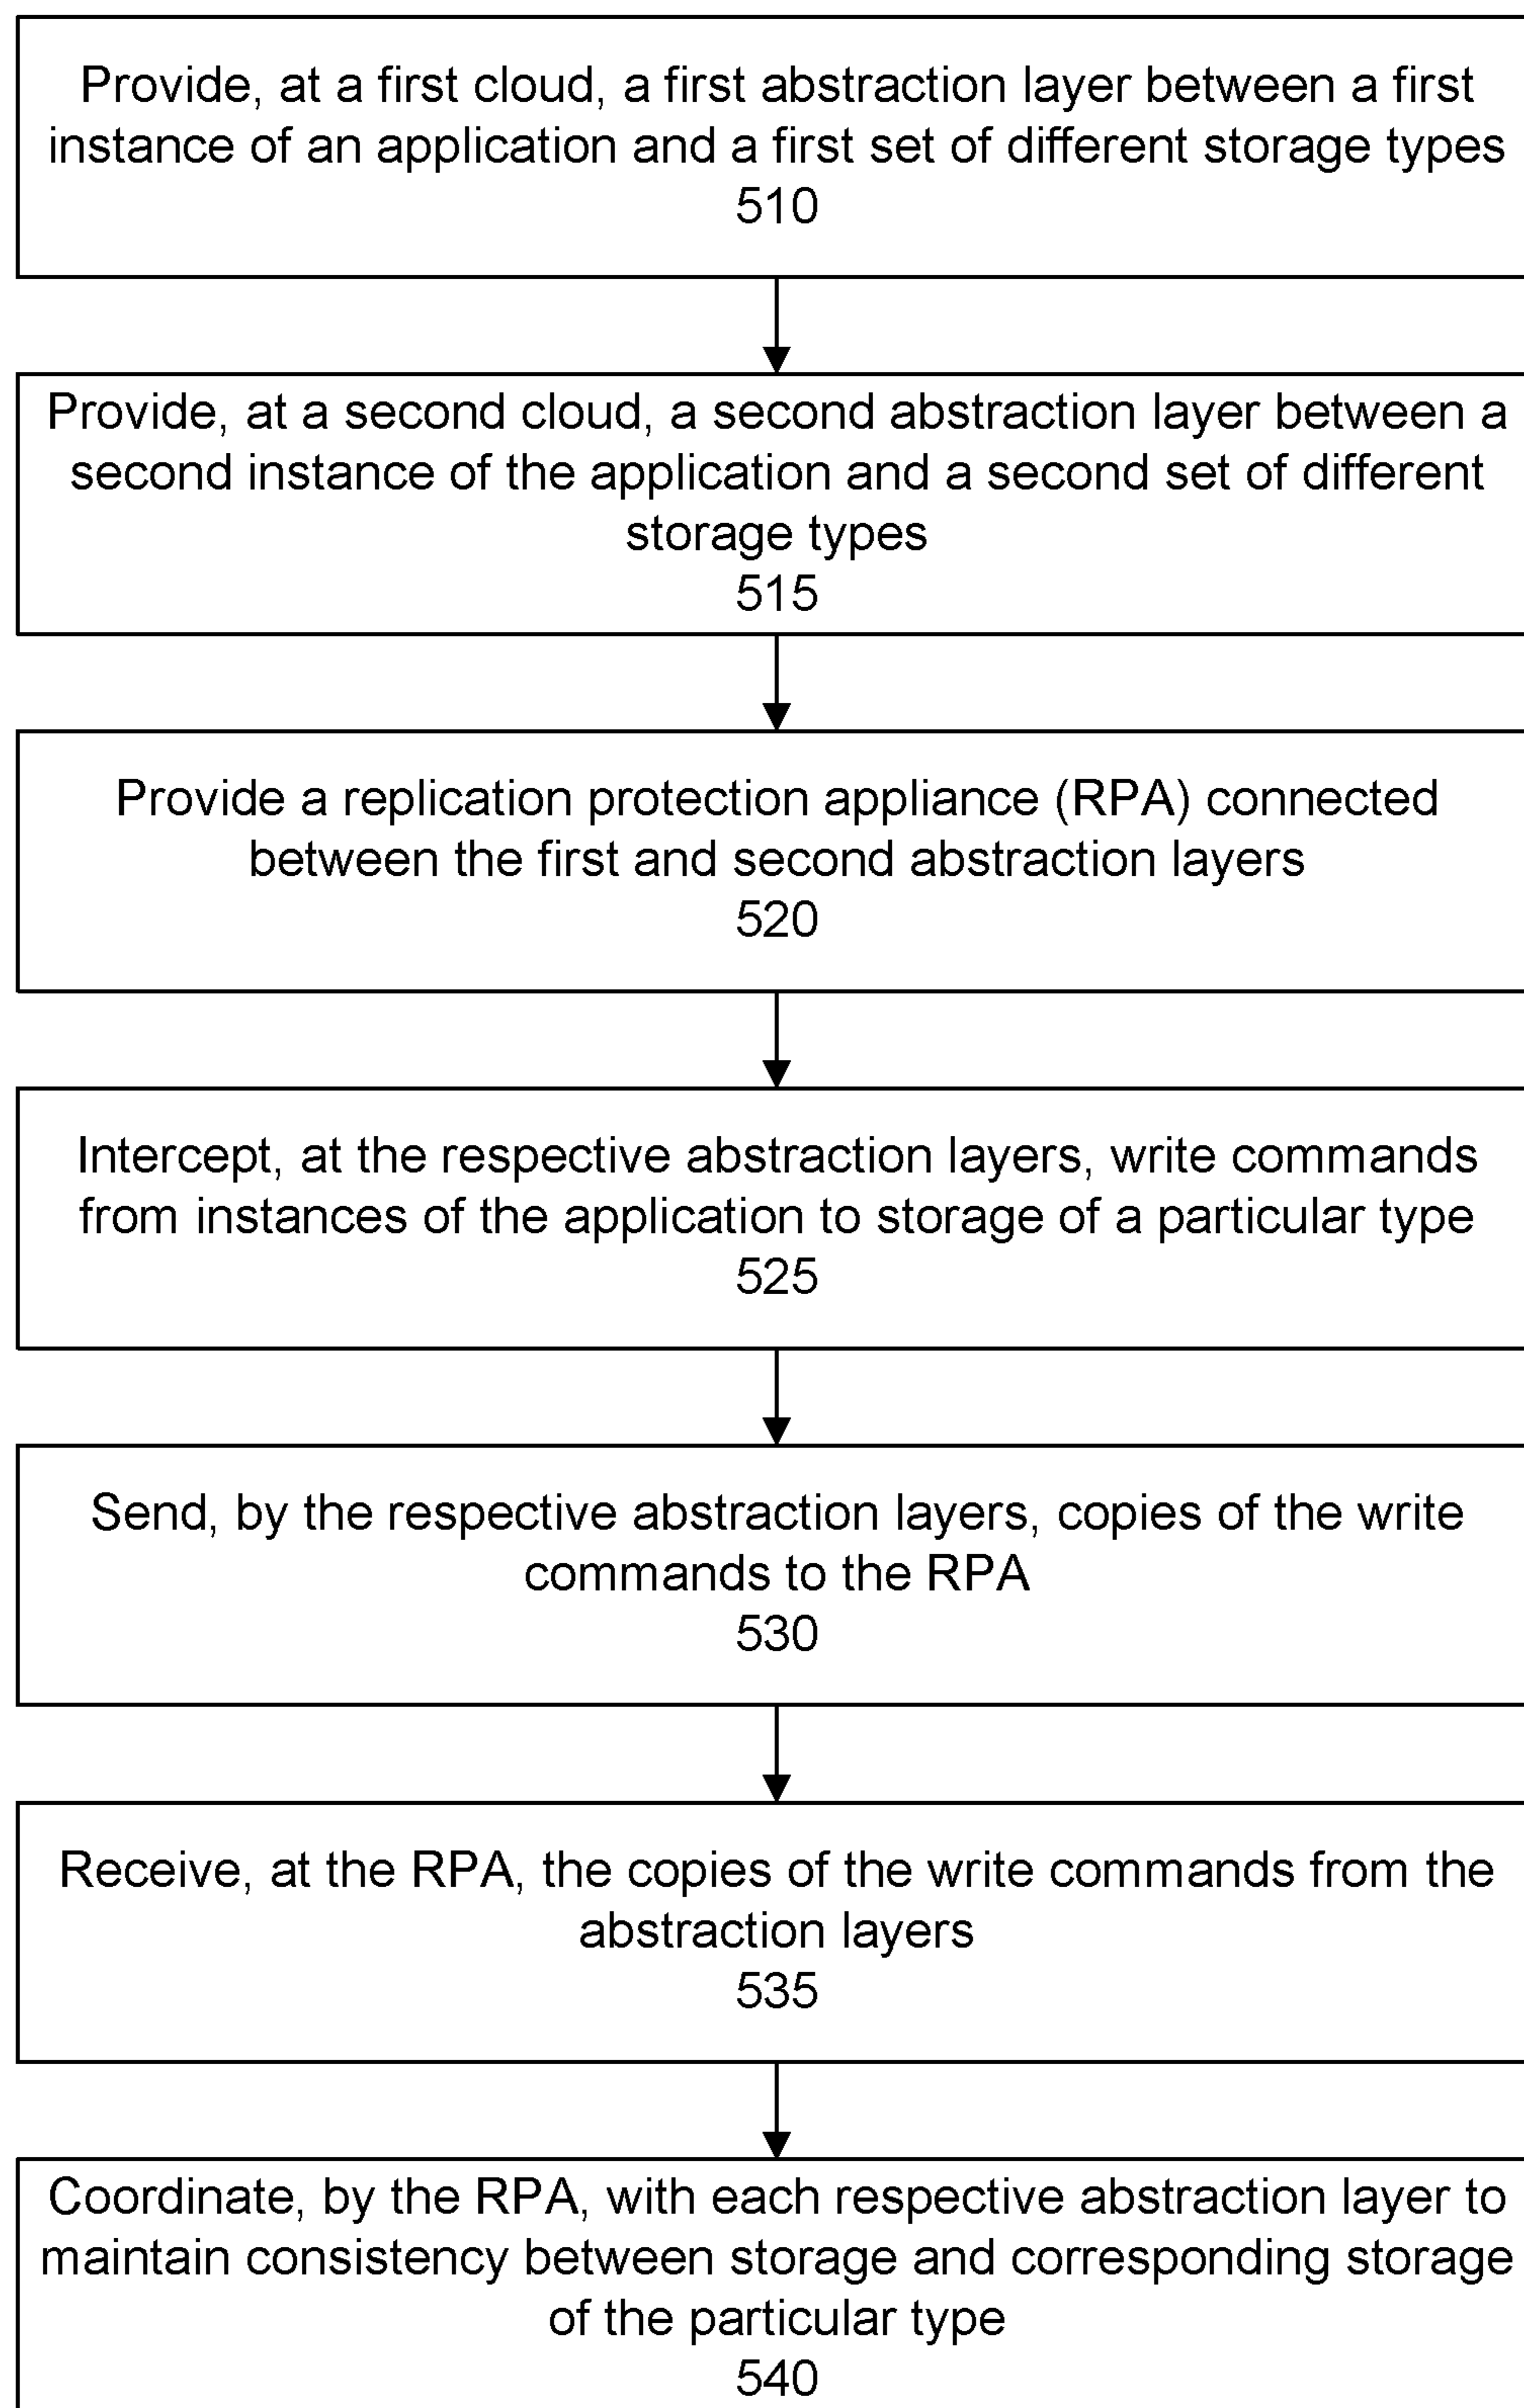 Provide, at a first cloud, a first abstraction layer between a first
instance of an application and a first set of different storage types
510
Provide, at a second cloud, a second abstraction layer between a
second instance of the application and a second set of different
storage types
515
Provide a replication protection appliance (RPA) connected
between the first and second abstraction layers
520
Intercept, at the respective abstraction layers, write commands
from instances of the application to storage of a particular type
525
Send, by the respective abstraction layers, copies of the write
commands to the RPA
530
Receive, at the RPA, the copies of the write commands from the
abstraction layers
535
Coordinate, by the RPA, with each respective abstraction layer to
maintain consistency between storage and corresponding storage
of the particular type
540